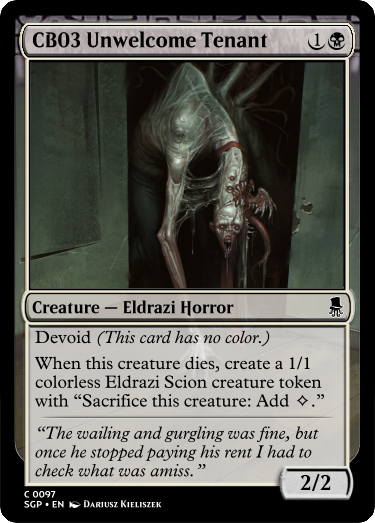 CB03 Unwelcome Tenant 1
Creature — Eldrazi Horror
Devoid (This card has no color.)
When this creature dies, create a 1/1
colorless Eldrazi Scion creature token
with “Sacrifice this creature: Add ⟡.”
“The wailing and gurgling was fine, but
once he stopped paying his rent I had to
check what was amiss.”
2/2
C 0097
SGP • EN Dariusz Kieliszek